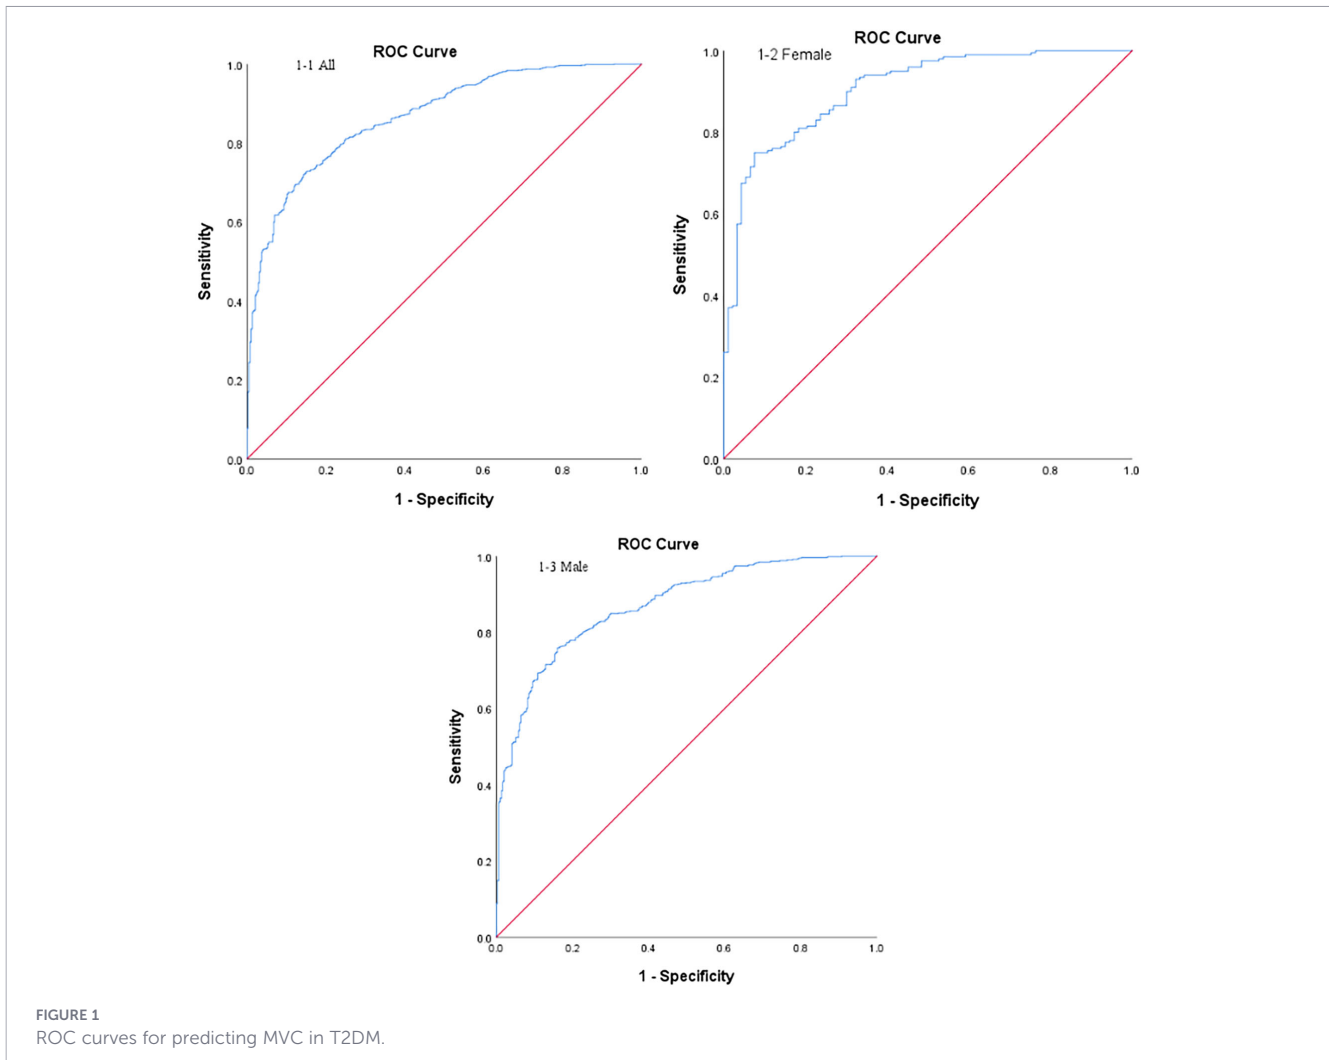 ROC Curve
1-1 All
1.0
0.8
0.6
0.4
0.2
0.0
Sensitivity
0.0 0.2 0.4 0.6 0.8 1.0
1 - Specificity
ROC Curve
1-2 Female
1.0
0.8
0.6
0.4
0.2
0.0
Sensitivity
0.0 0.2 0.4 0.6 0.8 1.0
1 - Specificity
ROC Curve
1-3 Male
1.0
0.8
0.6
0.4
0.2
0.0
Sensitivity
0.0 0.2 0.4 0.6 0.8 1.0
1 - Specificity
FIGURE 1
ROC curves for predicting MVC in T2DM.